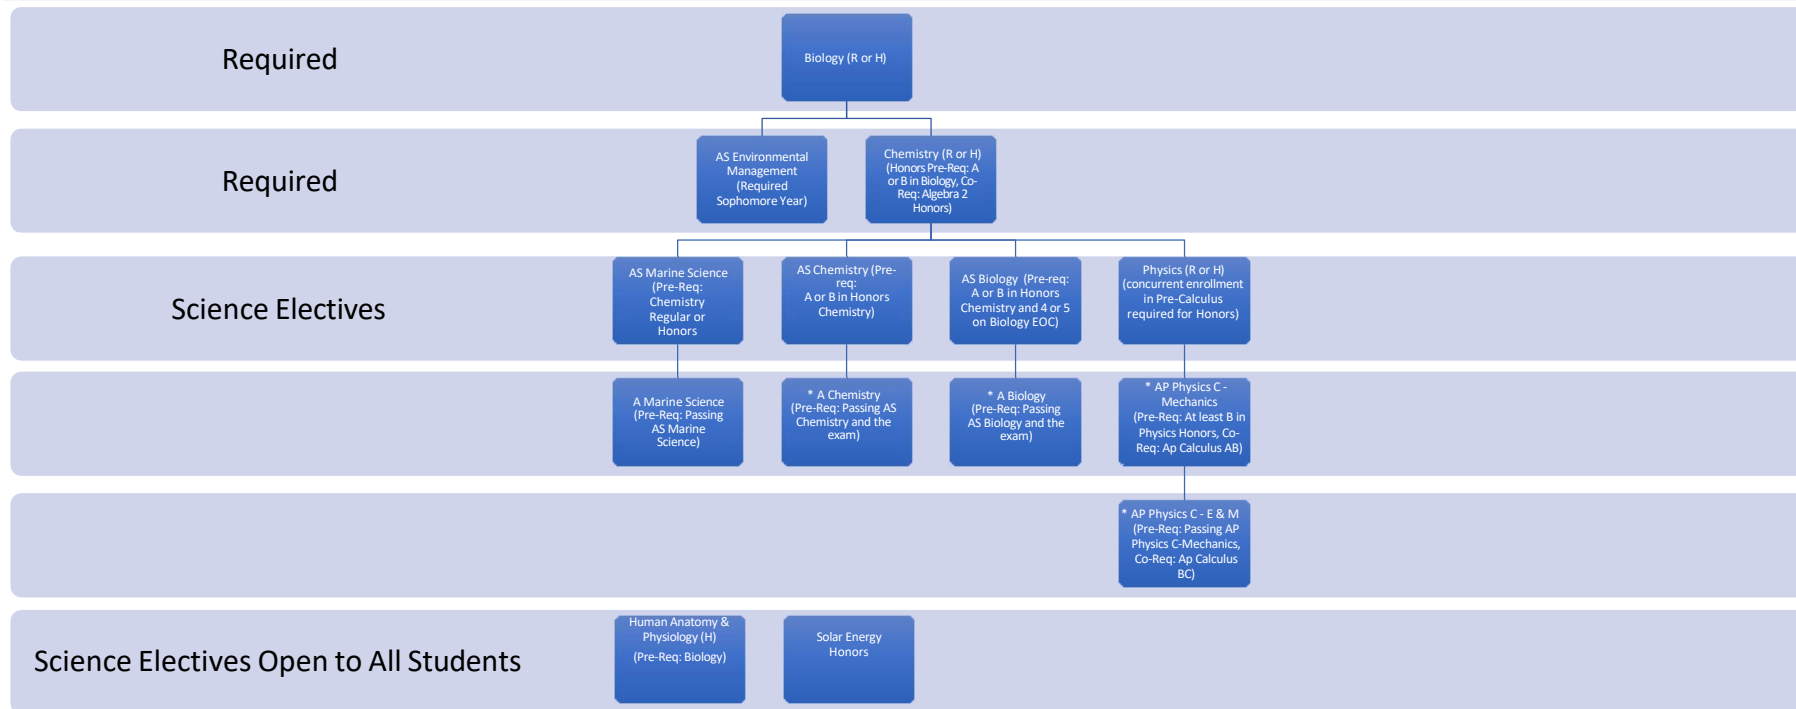 Required
Biology (R or H)
Required
AS Environmental
Management
(Required
Sophomore Year)
Chemistry (R or H)
(Honors Pre-Req: A
or B in Biology, Co-
Req: Algebra 2
Honors)
Science Electives
AS Marine Science
(Pre-Req:
Chemistry
Regular or
Honors
AS Chemistry (Pre-
req:
A or B in Honors
Chemistry)
AS Biology (Pre-req:
A or B in Honors
Chemistry and 4 or 5
on Biology EOC)
Physics (R or H)
(concurrent enrollment
in Pre-Calculus
required for Honors)
A Marine Science
(Pre-Req: Passing
AS Marine
Science)
* A Chemistry
(Pre-Req: Passing AS
Chemistry and the
exam)
* A Biology
(Pre-Req: Passing
AS Biology and the
exam)
* AP Physics C -
Mechanics
(Pre-Req: At least B in
Physics Honors, Co-
Req: Ap Calculus AB)
* AP Physics C - E & M
(Pre-Req: Passing AP
Physics C-Mechanics,
Co-Req: Ap Calculus
BC)
Science Electives Open to All Students
Human Anatomy &
Physiology (H)
(Pre-Req: Biology)
Solar Energy
Honors